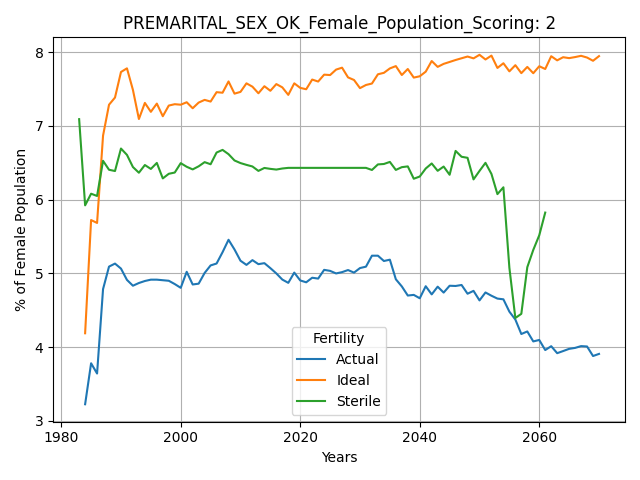 PREMARITAL_SEX_OK_Female_Population_Scoring: 2
% of Female Population
8
7
6
5
4
3
1980
2000
2020
2040
2060
Years
Fertility
Actual
Ideal
Sterile